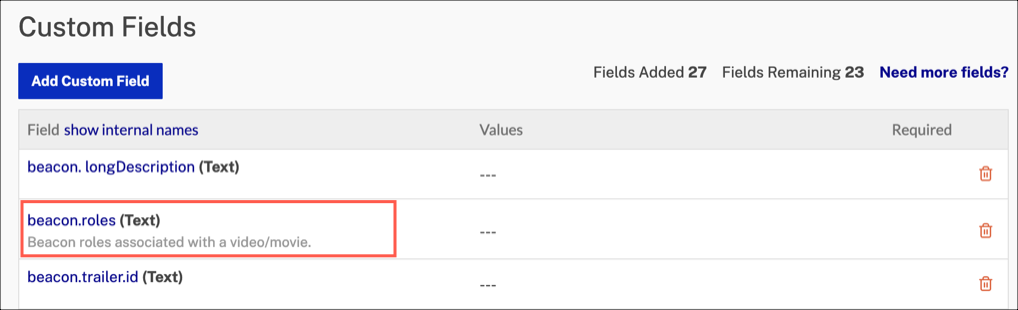 Custom Fields
Add Custom Field
Fields Added 27 Fields Remaining 23 Need more fields?
Field show internal names Values Required
beacon. longDescription (Text)
---
beacon.roles (Text)
---
Beacon roles associated with a video/movie.
beacon.trailer.id (Text)
---